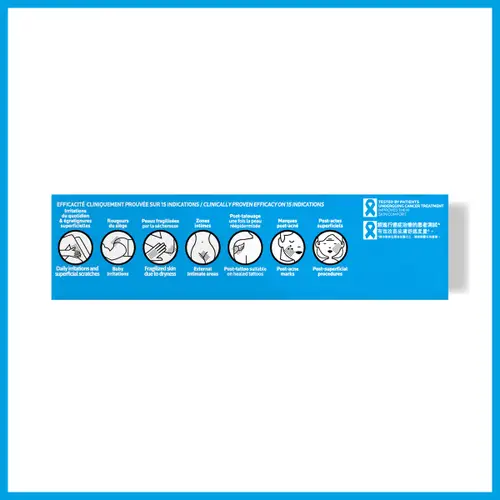 EFFICACITÉ CLINIQUEMENT PROUVÉE SUR 15 INDICATIONS / CLINICALLY PROVEN EFFICACY ON 15 INDICATIONS
Irritations
du quotidien
& égratignures
superficielles
Rougeurs
du siège
Peaux fragilisées
par la sécheresse
Zones
intimes
Post-tatouage
une fois la peau
réépidermisée
Marques
post-acné
Post-actes
superficiels
Daily irritations and
superficial scratches
Baby
irritations
Fragilized skin
due to dryness
External
intimate areas
Post-tattoo
on healed tattoos
Post-acne
marks
Post-superficial
procedures
TESTED BY PATIENTS
UNDERGOING CANCER TREATMENT
IMPROVES SKIN